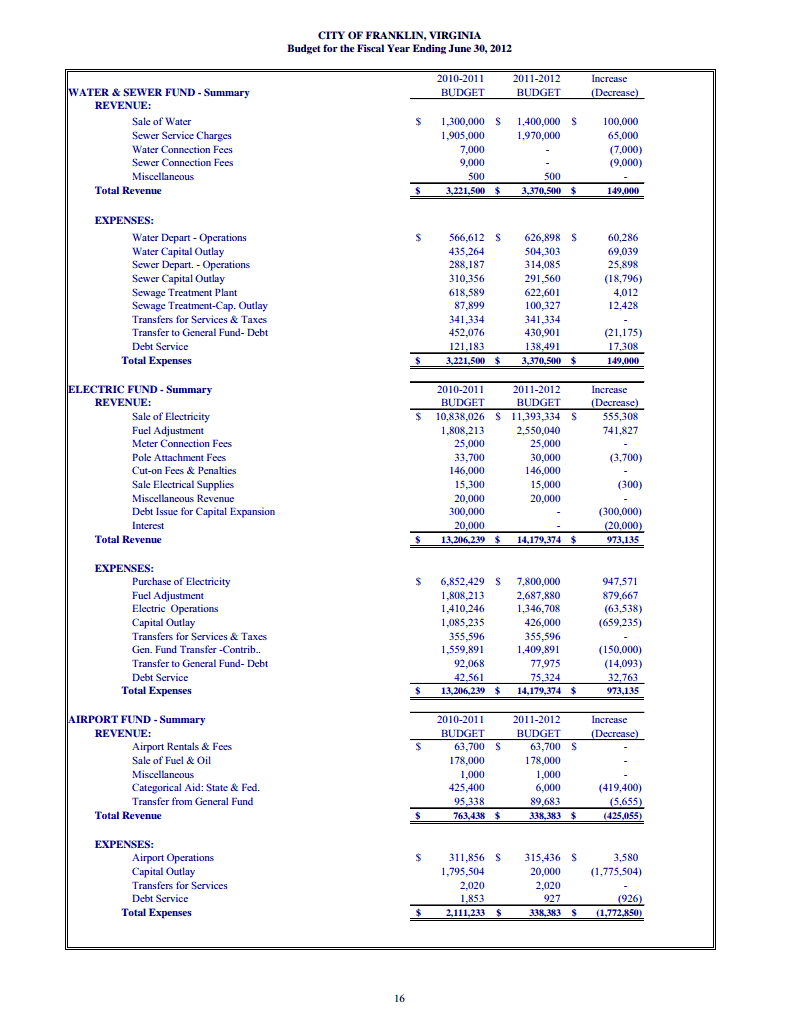 CITY OF FRANKLIN, VIRGINIA
Budget for the Fiscal Year Ending June 30, 2012
2010-2011 2011-2012 Increase
WATER & SEWER FUND - Summary BUDGET BUDGET (Decrease)
REVENUE:
Sale of Water $ 1,300,000 $ 1,400,000 $ 100,000
Sewer Service Charges 1,905,000 1,970,000 65,000
Water Connection Fees 7,000 - (7,000)
Sewer Connection Fees 9,000 - (9,000)
Miscellaneous 500 500 -
Total Revenue $ 3,221,500 $ 3,370,500 $ 149,000
EXPENSES:
Water Depart - Operations $ 566,612 $ 626,898 $ 60,286
Water Capital Outlay 435,264 504,303 69,039
Sewer Depart. - Operations 288,187 314,085 25,898
Sewer Capital Outlay 310,356 291,560 (18,796)
Sewage Treatment Plant 618,589 622,601 4,012
Sewage Treatment-Cap. Outlay 87,899 100,327 12,428
Transfers for Services & Taxes 341,334 341,334 -
Transfer to General Fund- Debt 452,076 430,901 (21,175)
Debt Service 121,183 138,491 17,308
Total Expenses $ 3,221,500 $ 3,370,500 $ 149,000
ELECTRIC FUND - Summary 2010-2011 2011-2012 Increase
REVENUE: BUDGET BUDGET (Decrease)
Sale of Electricity $ 10,838,026 $ 11,393,334 $ 555,308
Fuel Adjustment 1,808,213 2,550,040 741,827
Meter Connection Fees 25,000 25,000 -
Pole Attachment Fees 33,700 30,000 (3,700)
Cut-on Fees & Penalties 146,000 146,000 -
Sale Electrical Supplies 15,300 15,000 (300)
Miscellaneous Revenue 20,000 20,000 -
Debt Issue for Capital Expansion 300,000 - (300,000)
Interest 20,000 - (20,000)
Total Revenue $ 13,206,239 $ 14,179,374 $ 973,135
EXPENSES:
Purchase of Electricity $ 6,852,429 $ 7,800,000 947,571
Fuel Adjustment 1,808,213 2,687,880 879,667
Electric Operations 1,410,246 1,346,708 (63,538)
Capital Outlay 1,085,235 426,000 (659,235)
Transfers for Services & Taxes 355,596 355,596 -
Gen. Fund Transfer -Contrib.. 1,559,891 1,409,891 (150,000)
Transfer to General Fund- Debt 92,068 77,975 (14,093)
Debt Service 42,561 75,324 32,763
Total Expenses $ 13,206,239 $ 14,179,374 $ 973,135
AIRPORT FUND - Summary 2010-2011 2011-2012 Increase
REVENUE: BUDGET BUDGET (Decrease)
Airport Rentals & Fees $ 63,700 $ 63,700 $ -
Sale of Fuel & Oil 178,000 178,000 -
Miscellaneous 1,000 1,000 -
Categorical Aid: State & Fed. 425,400 6,000 (419,400)
Transfer from General Fund 95,338 89,683 (5,655)
Total Revenue $ 763,438 $ 338,383 $ (425,055)
EXPENSES:
Airport Operations $ 311,856 $ 315,436 $ 3,580
Capital Outlay 1,795,504 20,000 (1,775,504)
Transfers for Services 2,020 2,020 -
Debt Service 1,853 927 (926)
Total Expenses $ 2,111,233 $ 338,383 $ (1,772,850)
16